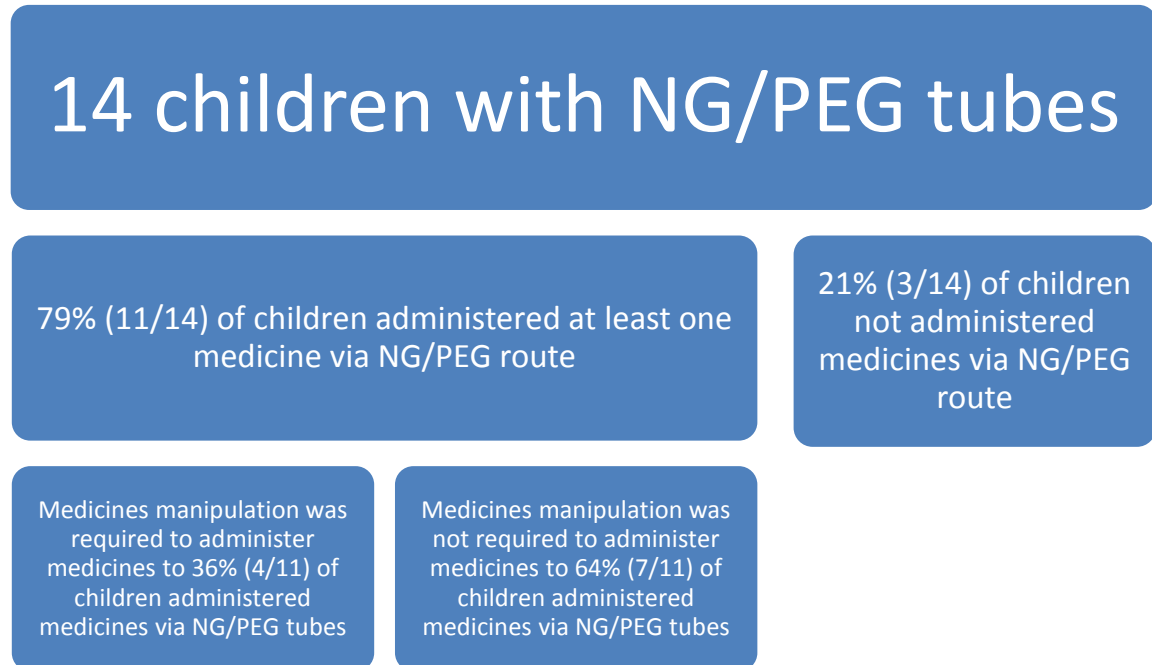 14 children with NG/PEG tubes
79% (11/14) of children administered at least one
medicine via NG/PEG route
21% (3/14) of children
not administered
medicines via NG/PEG
route
Medicines manipulation was
required to administer
medicines to 36% (4/11) of
children administered
medicines via NG/PEG tubes
Medicines manipulation was
not required to administer
medicines to 64% (7/11) of
children administered
medicines via NG/PEG tubes